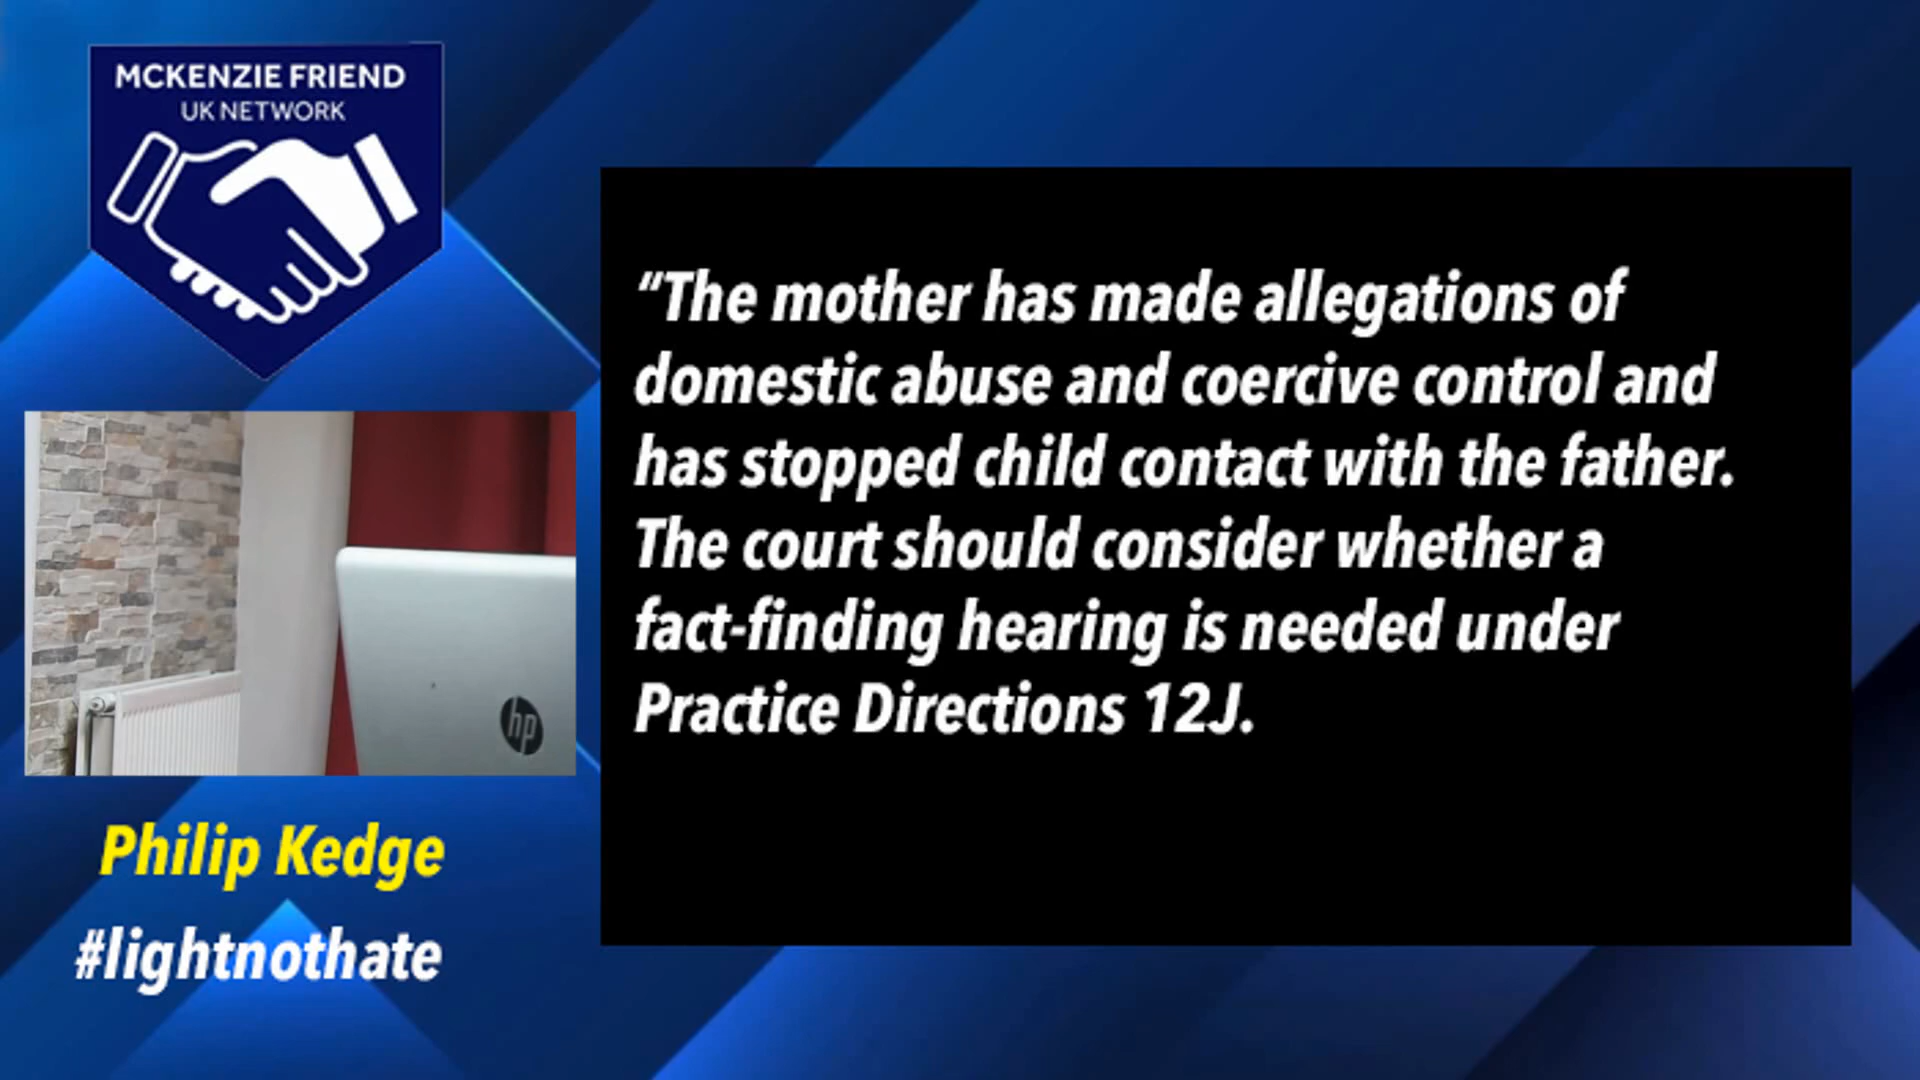 MCKENZIE FRIEND
UK NETWORK
“The mother has made allegations of
domestic abuse and coercive control and
has stopped child contact with the father.
The court should consider whether a
fact-finding hearing is needed under
Practice Directions 12J.
hp
Philip Kedge
#lightnothate